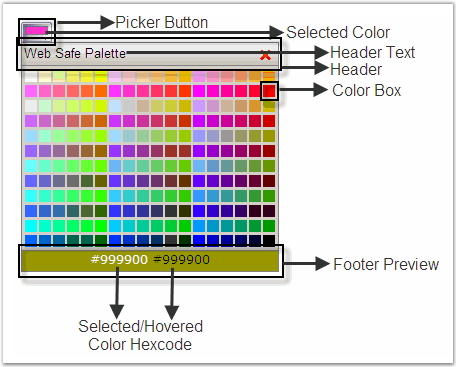 Picker Button
Selected Color
Web Safe Palette
Header Text
Header
Color Box
#999900 #999900
Footer Preview
Selected/Hovered
Color Hexcode